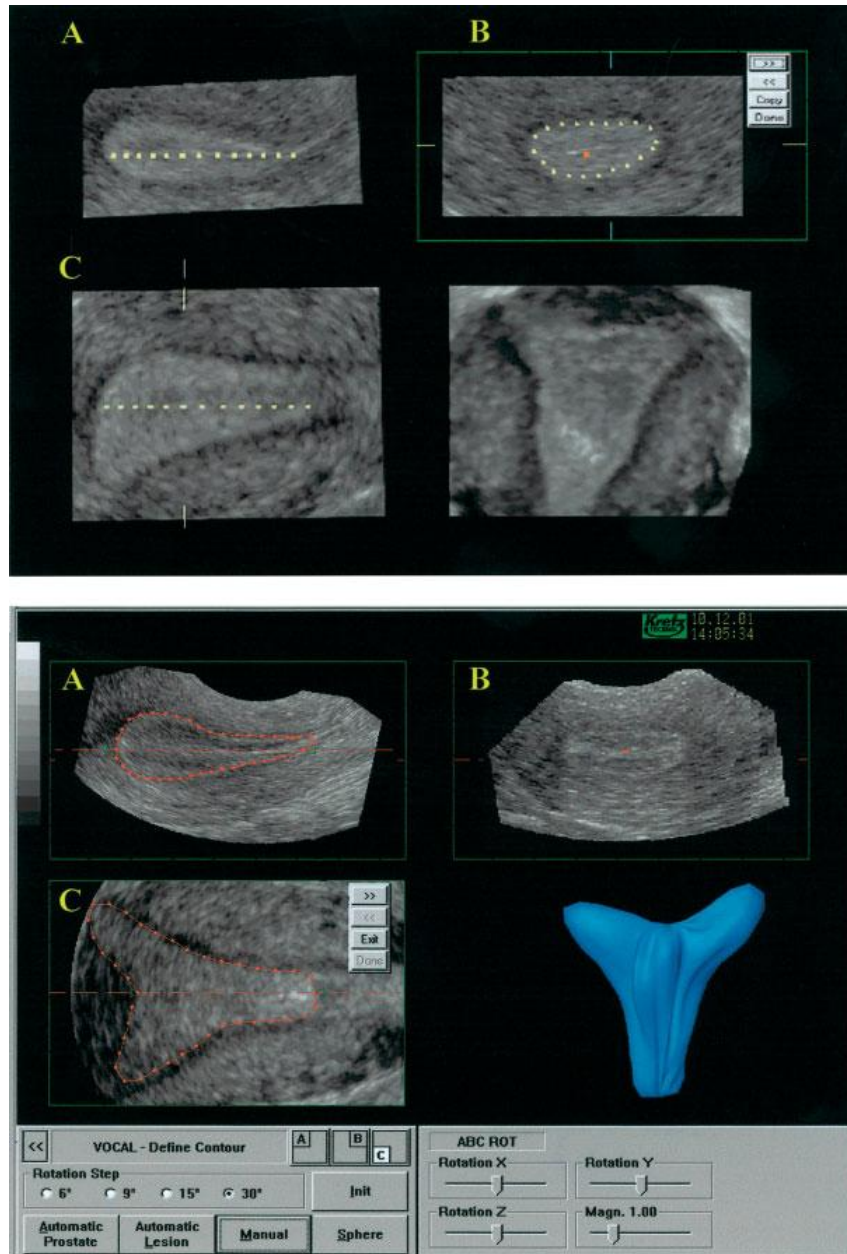 A
B
>>
<<
Copy
Done
C
Kretz
10.12.01
14:05:34
A
B
C
>>
<<
Exit
Done
<< VOCAL - Define Contour A B C
Rotation Step
6° 9° 15° 30° Init
Automatic Prostate
Automatic Lesion
Manual
Sphere
ABC ROT
Rotation X
Rotation Y
Rotation Z
Magn. 1.00